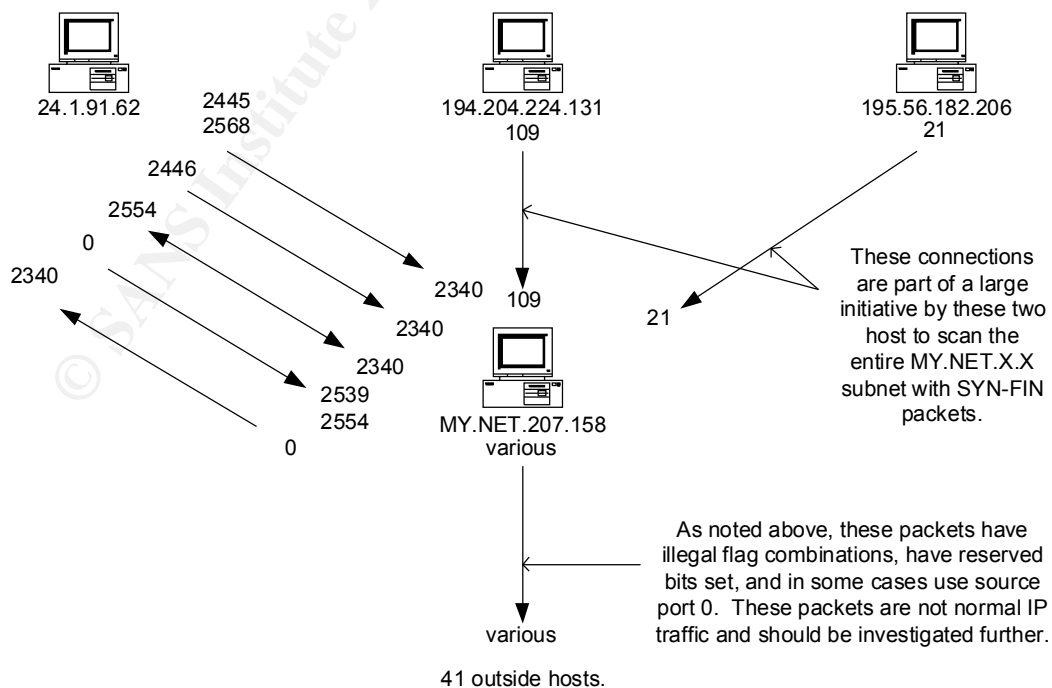 © SANS Institute
24.1.91.62
194.204.224.131
109
195.56.182.206
21
2445
2568
2446
2554
0
2340
2340
2340
2340
2539
2554
0
109
21
MY.NET.207.158
various
These connections
are part of a large
initiative by these two
host to scan the
entire MY.NET.X.X
subnet with SYN-FIN
packets.
As noted above, these packets have
illegal flag combinations, have reserved
bits set, and in some cases use source
port 0. These packets are not normal IP
traffic and should be investigated further.
various
41 outside hosts.